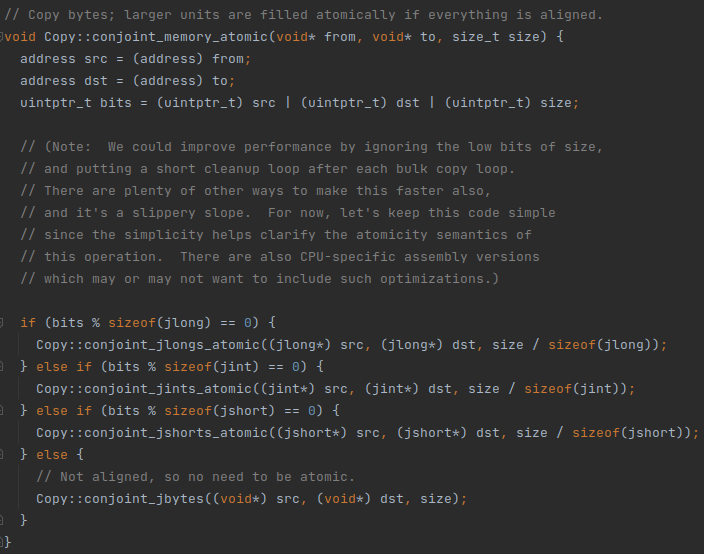 // Copy bytes; larger units are filled atomically if everything is aligned.
void Copy::conjoint_memory_atomic(void* from, void* to, size_t size) {
  address src = (address) from;
  address dst = (address) to;
  uintptr_t bits = (uintptr_t) src | (uintptr_t) dst | (uintptr_t) size;

  // (Note:  We could improve performance by ignoring the low bits of size,
  // and putting a short cleanup loop after each bulk copy loop.
  // There are plenty of other ways to make this faster also,
  // and it's a slippery slope.  For now, let's keep this code simple
  // since the simplicity helps clarify the atomicity semantics of
  // this operation.  There are also CPU-specific assembly versions
  // which may or may not want to include such optimizations.)

  if (bits % sizeof(jlong) == 0) {
    Copy::conjoint_jlongs_atomic((jlong*) src, (jlong*) dst, size / sizeof(jlong));
  } else if (bits % sizeof(jint) == 0) {
    Copy::conjoint_jints_atomic((jint*) src, (jint*) dst, size / sizeof(jint));
  } else if (bits % sizeof(jshort) == 0) {
    Copy::conjoint_jshorts_atomic((jshort*) src, (jshort*) dst, size / sizeof(jshort));
  } else {
    // Not aligned, so no need to be atomic.
    Copy::conjoint_jbytes((void*) src, (void*) dst, size);
  }
}